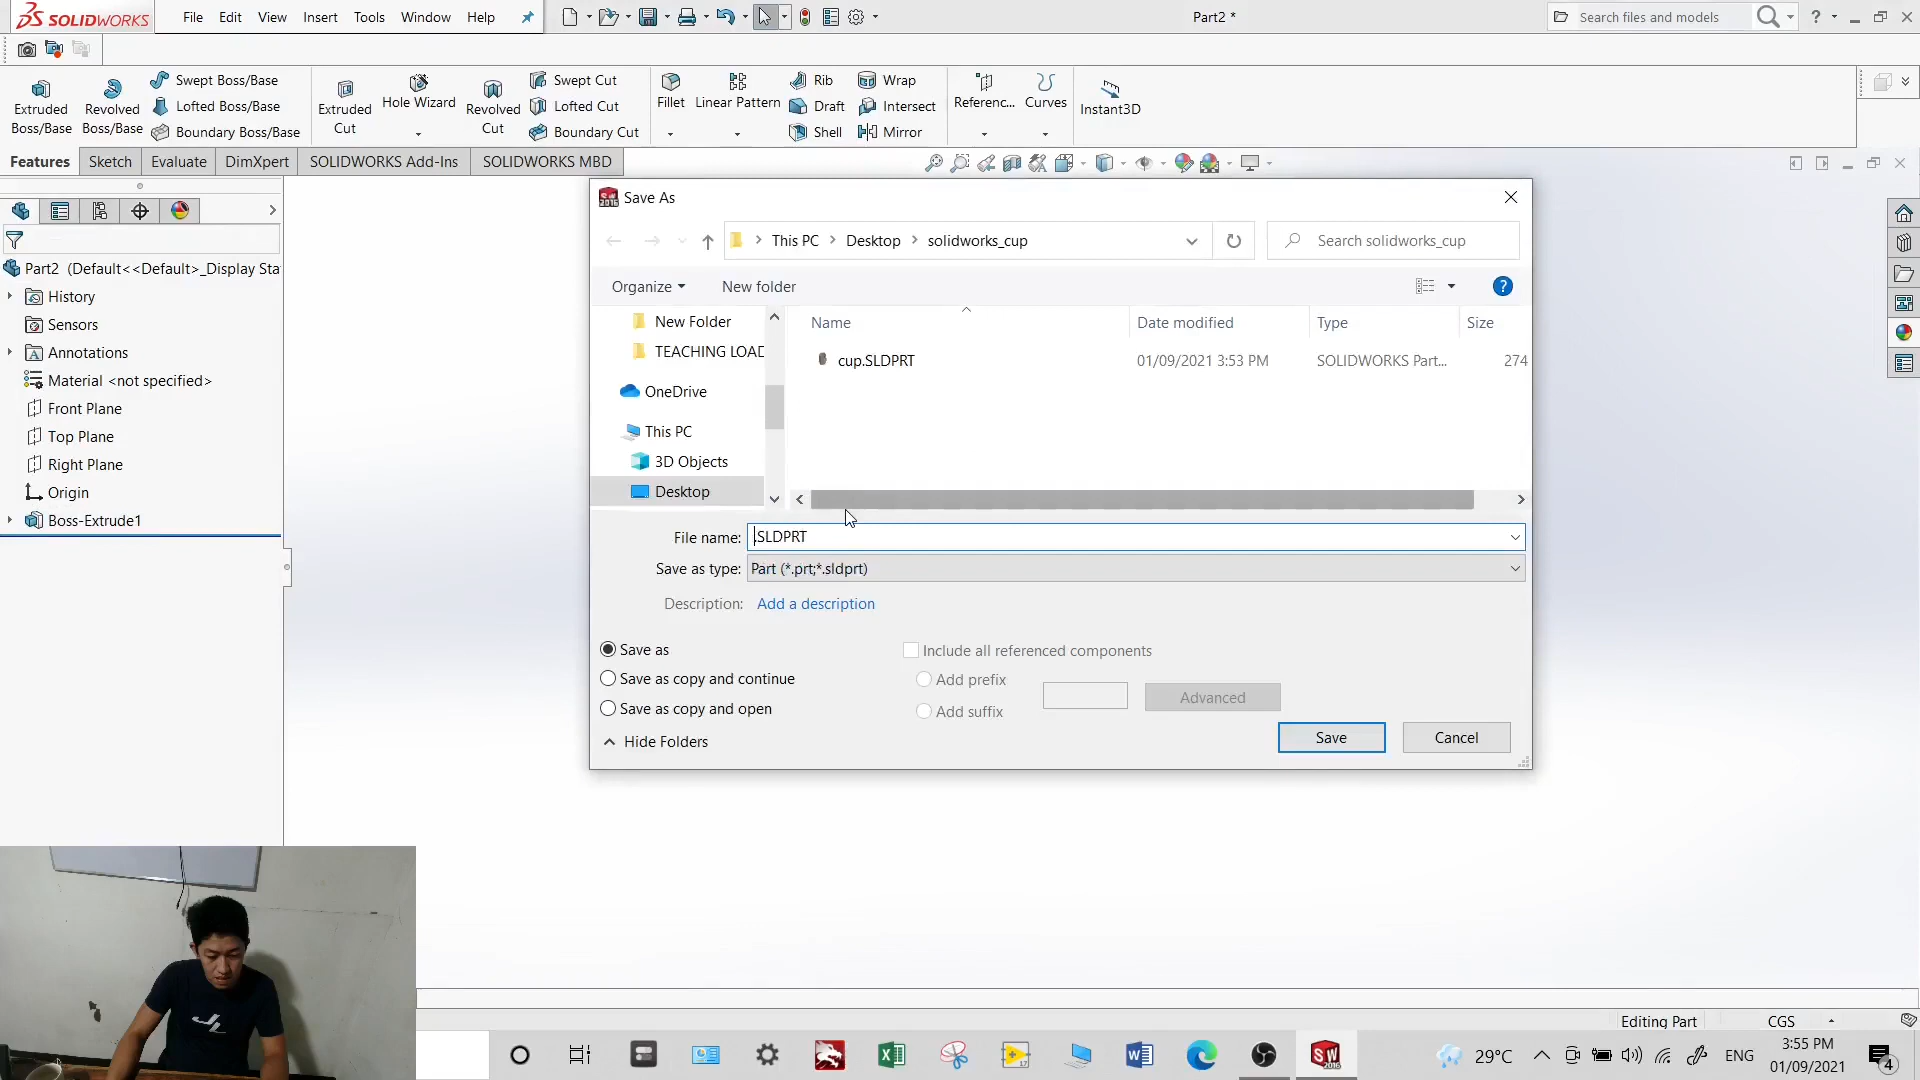 SOLIDWORKS File Edit View Insert Tools Window Help Part2 * Search files and models
Extruded Boss/Base
Revolved Boss/Base
Swept Boss/Base
Lofted Boss/Base
Boundary Boss/Base
Extruded Cut
Hole Wizard
Revolved Cut
Swept Cut
Lofted Cut
Boundary Cut
Fillet
Linear Pattern
Rib
Draft
Shell
Wrap
Intersect
Mirror
Referenc...
Curves
Instant3D
Features Sketch Evaluate DimXpert SOLIDWORKS Add-Ins SOLIDWORKS MBD
Part2 (Default<<Default>_Display Sta
History
Sensors
Annotations
Material <not specified>
Front Plane
Top Plane
Right Plane
Origin
Boss-Extrude1
Save As
This PC > Desktop > solidworks_cup
Search solidworks_cup
Organize New folder
New Folder
TEACHING LOAD
OneDrive
This PC
3D Objects
Desktop
Name Date modified Type Size
cup.SLDPRT 01/09/2021 3:53 PM SOLIDWORKS Part... 274
File name: .SLDPRT
Save as type: Part (*.prt;*.sldprt)
Description: Add a description
Save as
Save as copy and continue
Save as copy and open
Include all referenced components
Add prefix
Add suffix
Advanced
Hide Folders
Save Cancel
Editing Part CGS
29°C ENG
3:55 PM
01/09/2021
4